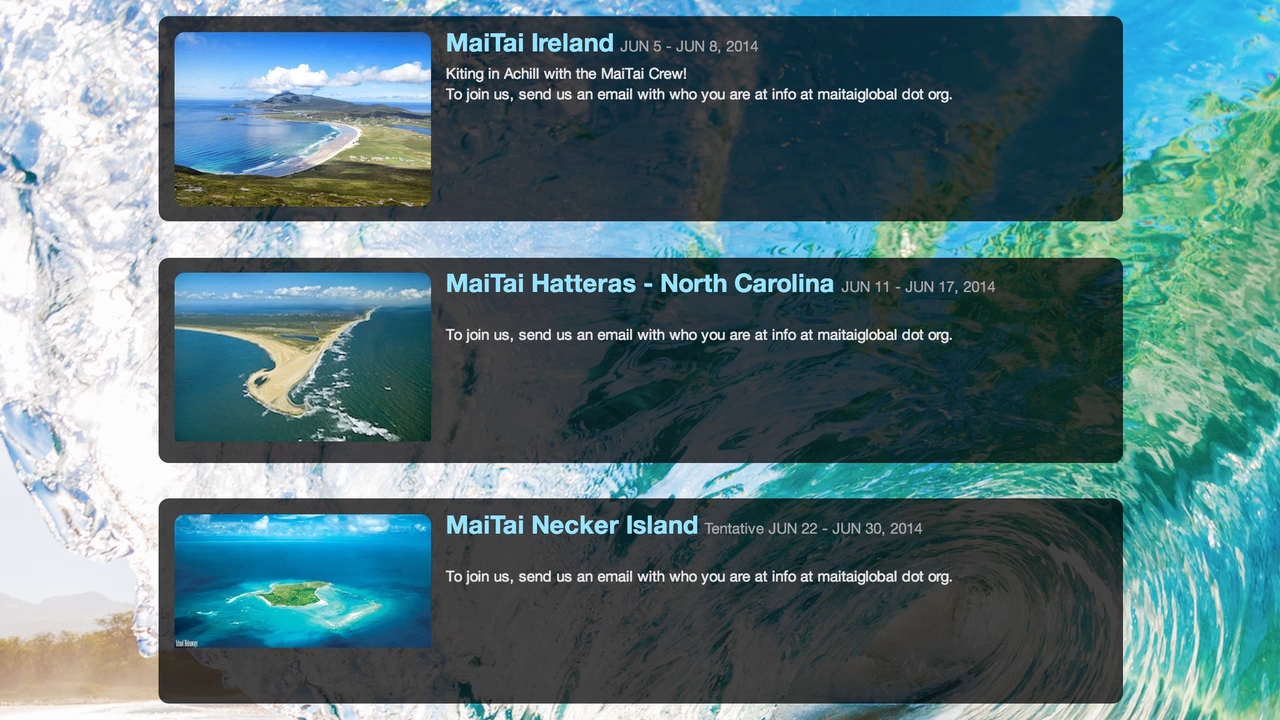 MaiTai Ireland JUN 5 - JUN 8, 2014
Kiting in Achill with the MaiTai Crew!
To join us, send us an email with who you are at info at maitaiglobal dot org.
MaiTai Hatteras - North Carolina JUN 11 - JUN 17, 2014
To join us, send us an email with who you are at info at maitaiglobal dot org.
MaiTai Necker Island Tentative JUN 22 - JUN 30, 2014
To join us, send us an email with who you are at info at maitaiglobal dot org.
Island Hideaways